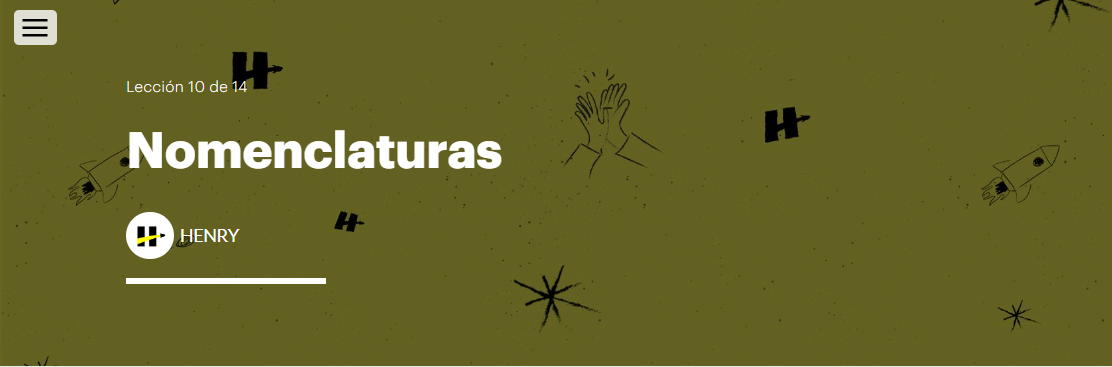 Lección 10 de 14
Nomenclaturas
HENRY